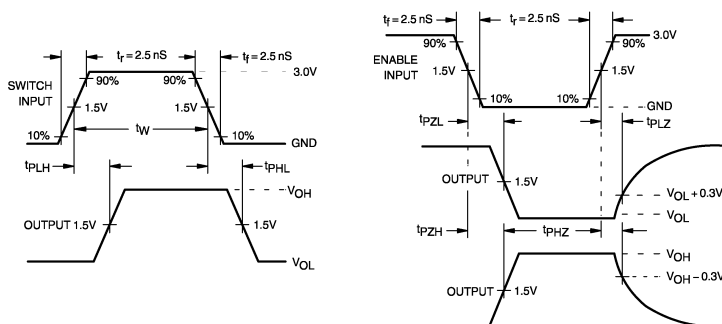 tr = 2.5 nS
tf = 2.5 nS
SWITCH
INPUT
90%
90%
3.0V
1.5V
1.5V
10%
tW
10%
GND
tPLH
tPHL
VOH
OUTPUT 1.5V
1.5V
VOL
tf = 2.5 nS
tr = 2.5 nS
3.0V
90%
90%
ENABLE
INPUT
1.5V
1.5V
10%
10%
GND
tPZL
tPLZ
OUTPUT
1.5V
VOL + 0.3V
VOL
tPZH
tPHZ
VOH
VOH – 0.3V
OUTPUT
1.5V